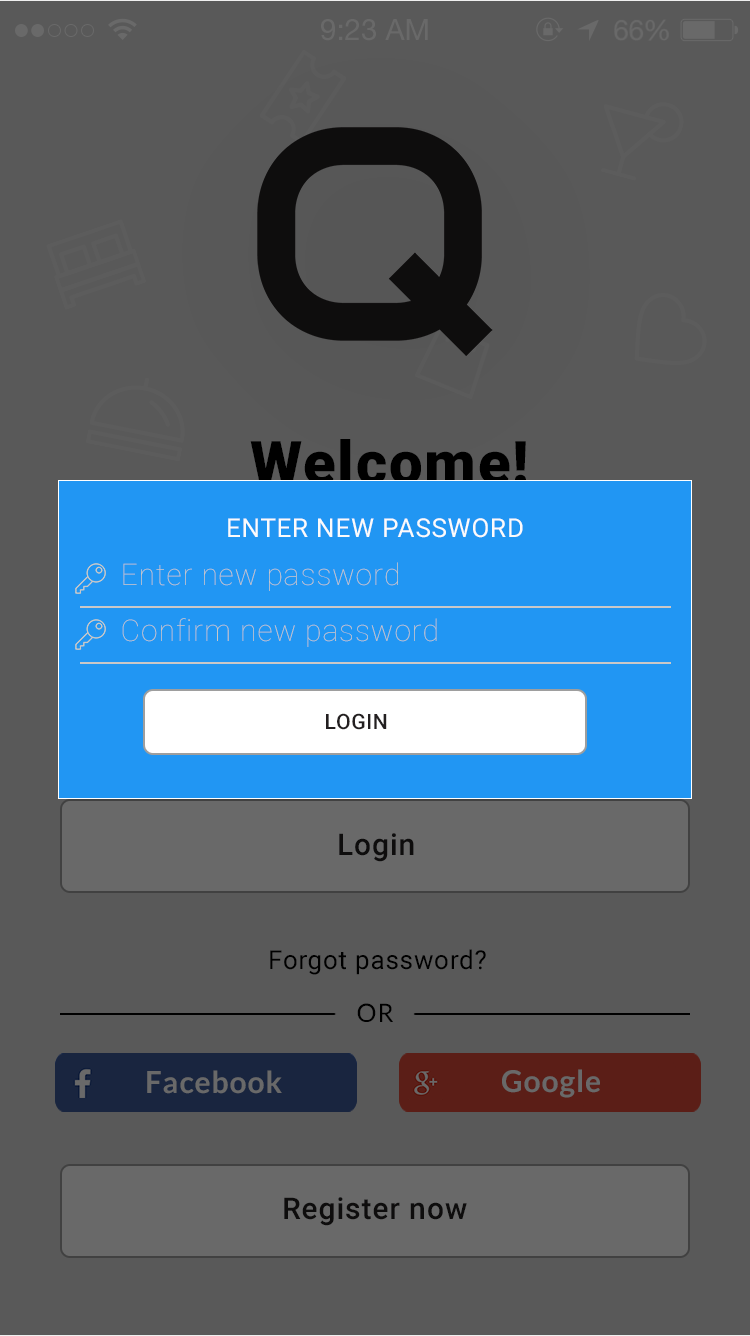 9:23 AM 66%
Q
Welcome!
ENTER NEW PASSWORD
Enter new password
Confirm new password
LOGIN
Login
Forgot password?
OR
f Facebook g+ Google
Register now